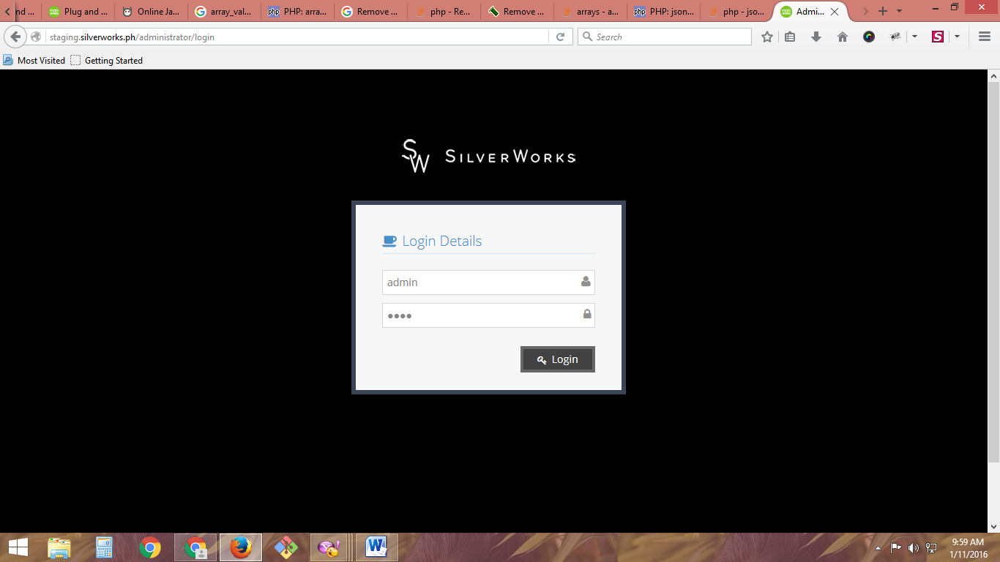 nd ...
Plug and ...
Online Ja...
array_val...
php PHP: arra...
Remove ...
php - Re...
Remove ...
arrays - a...
php PHP: json...
php - jso...
Admi...
staging.silverworks.ph/administrator/login
Search
Most Visited
Getting Started
SW SILVERWORKS
Login Details
admin
••••
Login
9:59 AM
1/11/2016